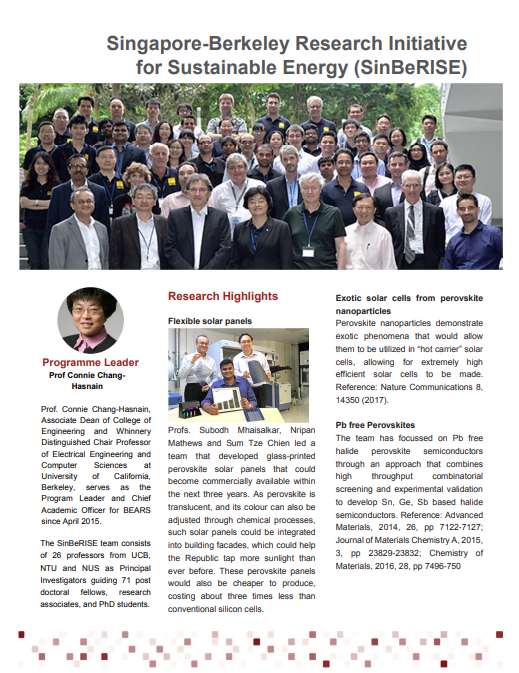 Singapore-Berkeley Research Initiative
for Sustainable Energy (SinBeRISE)
Programme Leader
Prof Connie Chang-
Hasnain
Prof. Connie Chang-Hasnain,
Associate Dean of College of
Engineering and Whinnery
Distinguished Chair Professor
of Electrical Engineering and
Computer Sciences at
University of California,
Berkeley, serves as the
Program Leader and Chief
Academic Officer for BEARS
since April 2015.
The SinBeRISE team consists
of 26 professors from UCB,
NTU and NUS as Principal
Investigators guiding 71 post
doctoral fellows, research
associates, and PhD students.
Research Highlights
Flexible solar panels
Profs. Subodh Mhaisalkar, Nripan
Mathews and Sum Tze Chien led a
team that developed glass-printed
perovskite solar panels that could
become commercially available within
the next three years. As perovskite is
translucent, and its colour can also be
adjusted through chemical processes,
such solar panels could be integrated
into building facades, which could help
the Republic tap more sunlight than
ever before. These perovskite panels
would also be cheaper to produce,
costing about three times less than
conventional silicon cells.
Exotic solar cells from perovskite
nanoparticles
Perovskite nanoparticles demonstrate
exotic phenomena that would allow
them to be utilized in “hot carrier” solar
cells, allowing for extremely high
efficient solar cells to be made.
Reference: Nature Communications 8,
14350 (2017).
Pb free Perovskites
The team has focussed on Pb free
halide perovskite semiconductors
through an approach that combines
high throughput combinatorial
screening and experimental validation
to develop Sn, Ge, Sb based halide
semiconductors. Reference: Advanced
Materials, 2014, 26, pp 7122-7127;
Journal of Materials Chemistry A, 2015,
3, pp 23829-23832; Chemistry of
Materials, 2016, 28, pp 7496-750